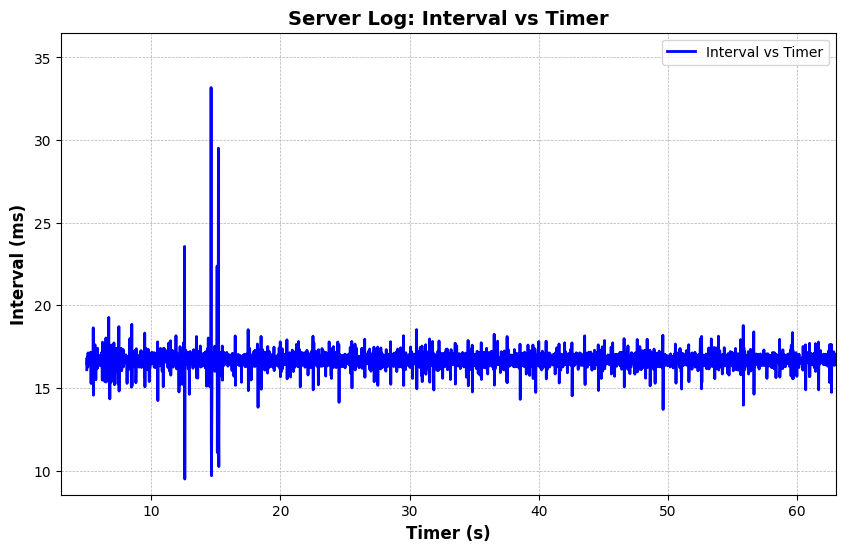 Server Log: Interval vs Timer
Interval vs Timer
35
30
25
20
15
10
Interval (ms)
10 20 30 40 50 60
Timer (s)